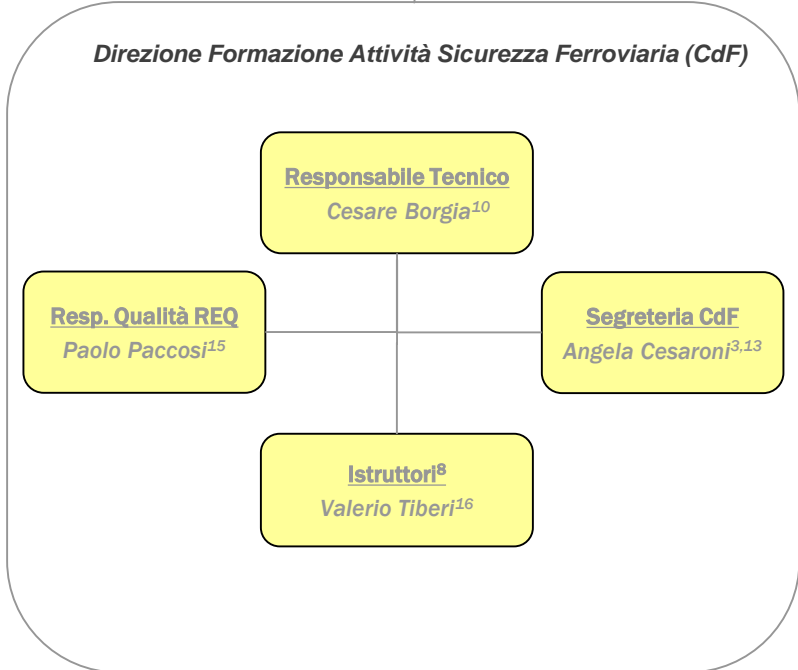 Direzione Formazione Attività Sicurezza Ferroviaria (CdF)
Responsabile Tecnico
Cesare Borgia¹⁰
Resp. Qualità REQ
Paolo Paccosi¹⁵
Segreteria CdF
Angela Cesaroni³,¹³
Istruttori⁸
Valerio Tiberi¹⁶